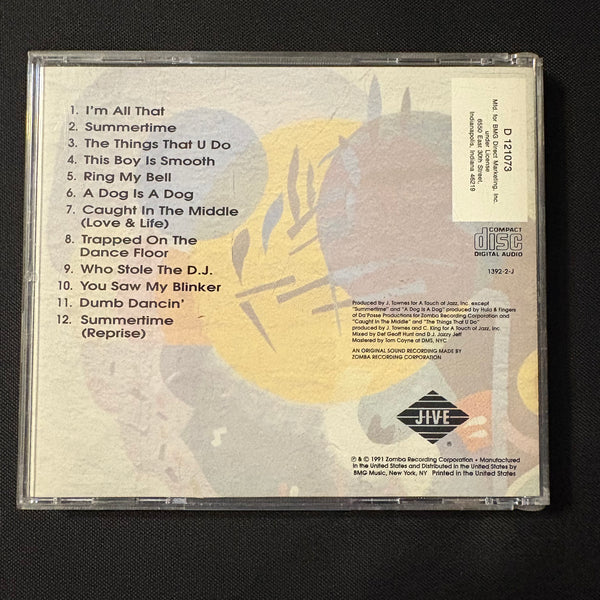 1. I'm All That
2. Summertime
3. The Things That U Do
4. This Boy Is Smooth
5. Ring My Bell
6. A Dog Is A Dog
7. Caught In The Middle
(Love & Life)
8. Trapped On The
Dance Floor
9. Who Stole The D.J.
10. You Saw My Blinker
11. Dumb Dancin'
12. Summertime
(Reprise)
D 121073
Mfd. for BMG Direct Marketing, Inc.
under License
6550 East 30th Street,
Indianapolis, Indiana 46219
COMPACT
disc
DIGITAL AUDIO
1392-2-J
Produced by J. Townes for A Touch of Jazz, Inc. except
"Summertime" and "A Dog Is A Dog" produced by Hula & Fingers
of Da'Posse Productions for Zomba Recording Corporation and
"Caught In The Middle" and "The Things That U Do"
produced by J. Townes and C. King for A Touch of Jazz, Inc.
Mixed by Def Geoff Hunt and D.J. Jazzy Jeff
Mastered by Tom Coyne at DMS, NYC.
AN ORIGINAL SOUND RECORDING MADE BY
ZOMBA RECORDING CORPORATION
JIVE
®
℗ & © 1991 Zomba Recording Corporation • Manufactured
in the United States and Distributed in the United States by
BMG Music, New York, NY Printed in the United States